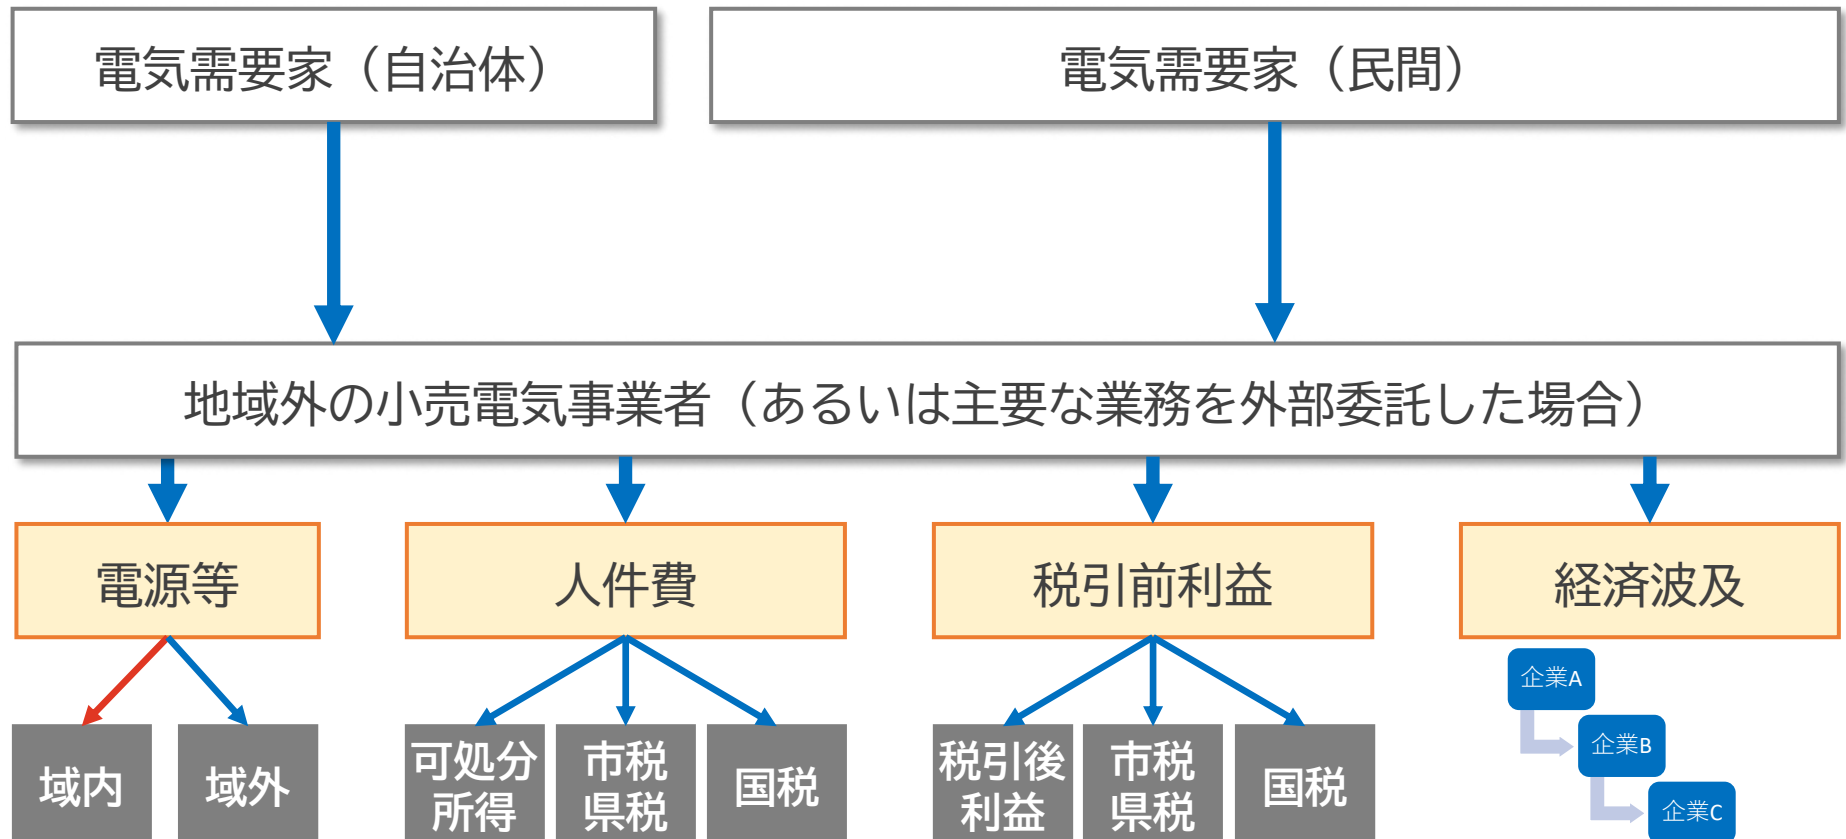 電気需要家（自治体）
電気需要家（民間）
地域外の小売電気事業者（あるいは主要な業務を外部委託した場合）
電源等
人件費
税引前利益
経済波及
域内
域外
可処分
所得
市税
県税
国税
税引後
利益
市税
県税
国税
企業A
企業B
企業C